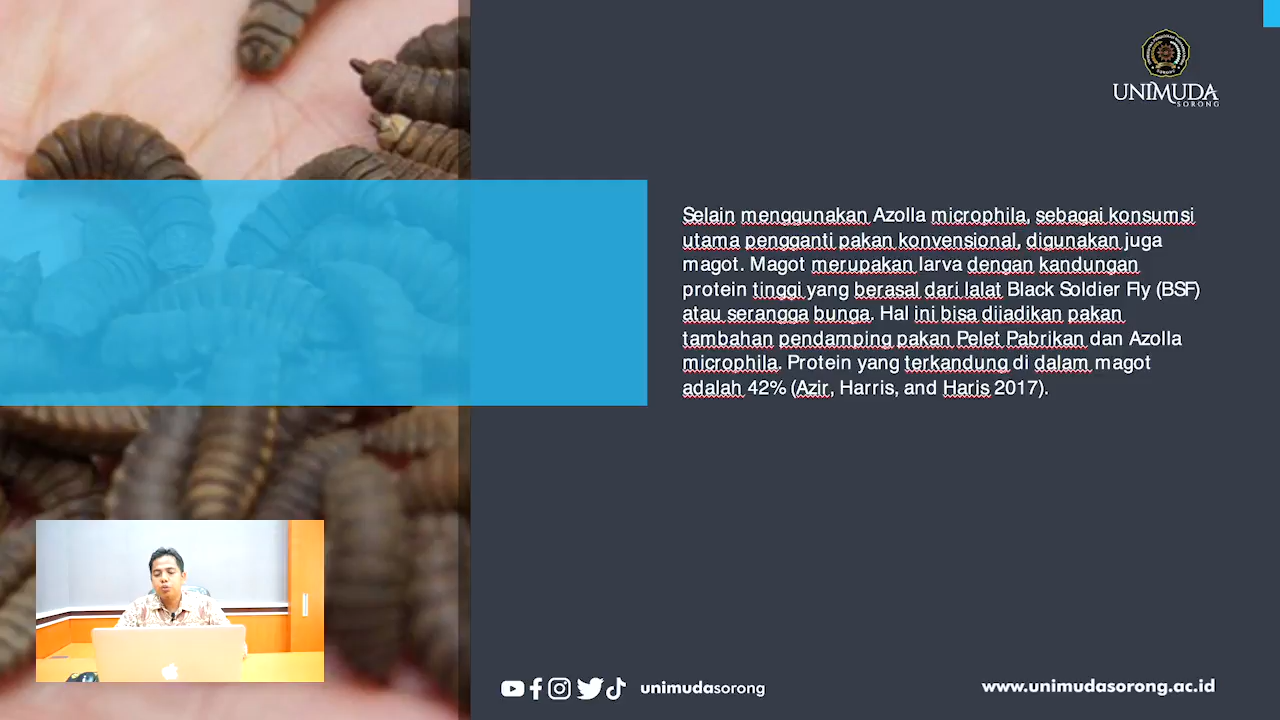 UNIMUDA
SORONG
Selain menggunakan Azolla microphila, sebagai konsumsi
utama pengganti pakan konvensional, digunakan juga
magot. Magot merupakan larva dengan kandungan
protein tinggi yang berasal dari lalat Black Soldier Fly (BSF)
atau serangga bunga. Hal ini bisa dijadikan pakan
tambahan pendamping pakan Pelet Pabrikan dan Azolla
microphila. Protein yang terkandung di dalam magot
adalah 42% (Azir, Harris, and Haris 2017).
unimudasorong
www.unimudasorong.ac.id